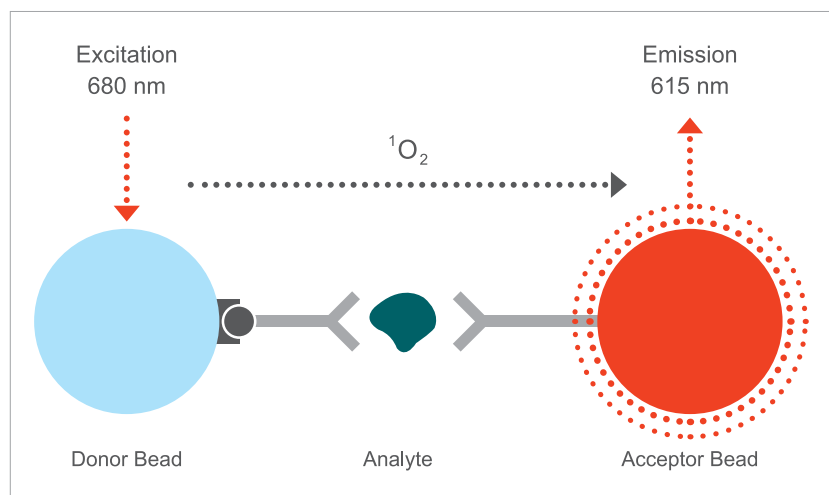 Excitation
680 nm
Emission
615 nm
¹O₂
Donor Bead
Analyte
Acceptor Bead